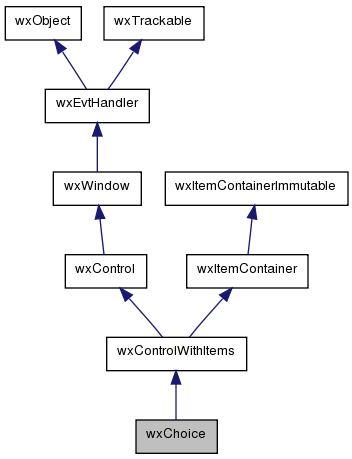 wxObject
wxTrackable
wxEvtHandler
wxWindow
wxItemContainerImmutable
wxControl
wxItemContainer
wxControlWithItems
wxChoice